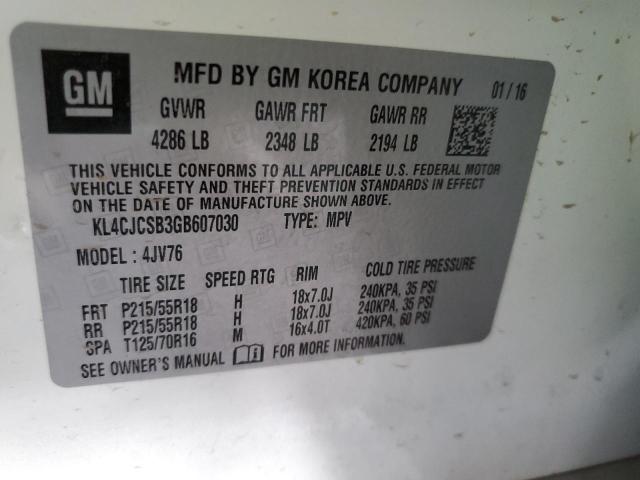 GM
MFD BY GM KOREA COMPANY 01/16
GVWR GAWR FRT GAWR RR
4286 LB 2348 LB 2194 LB
THIS VEHICLE CONFORMS TO ALL APPLICABLE U.S. FEDERAL MOTOR
VEHICLE SAFETY AND THEFT PREVENTION STANDARDS IN EFFECT
ON THE DATE OF MANUFACTURE SHOWN ABOVE.
KL4CJCSB3GB607030 TYPE: MPV
MODEL: 4JV76
TIRE SIZE SPEED RTG RIM COLD TIRE PRESSURE
FRT P215/55R18 H 18x7.0J 240KPA, 35 PSI
RR P215/55R18 H 18x7.0J 240KPA, 35 PSI
SPA T125/70R16 M 16x4.0T 420KPA, 60 PSI
SEE OWNER'S MANUAL FOR MORE INFORMATION.